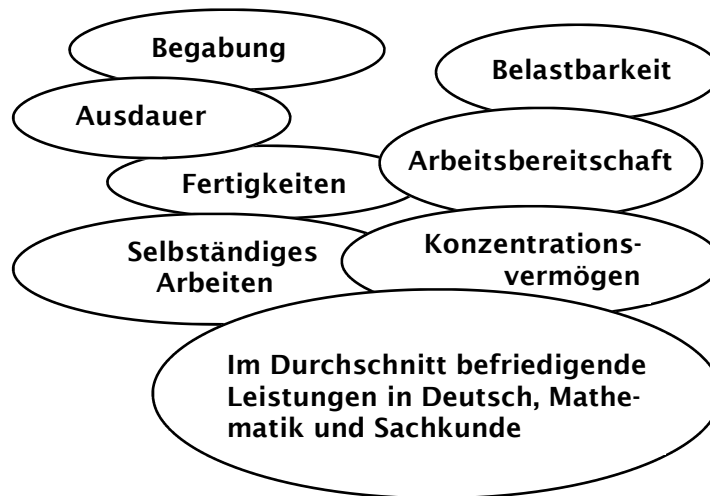 Begabung
Belastbarkeit
Ausdauer
Arbeitsbereitschaft
Fertigkeiten
Selbständiges
Arbeiten
Konzentrations-
vermögen
Im Durchschnitt befriedigende
Leistungen in Deutsch, Mathe-
matik und Sachkunde